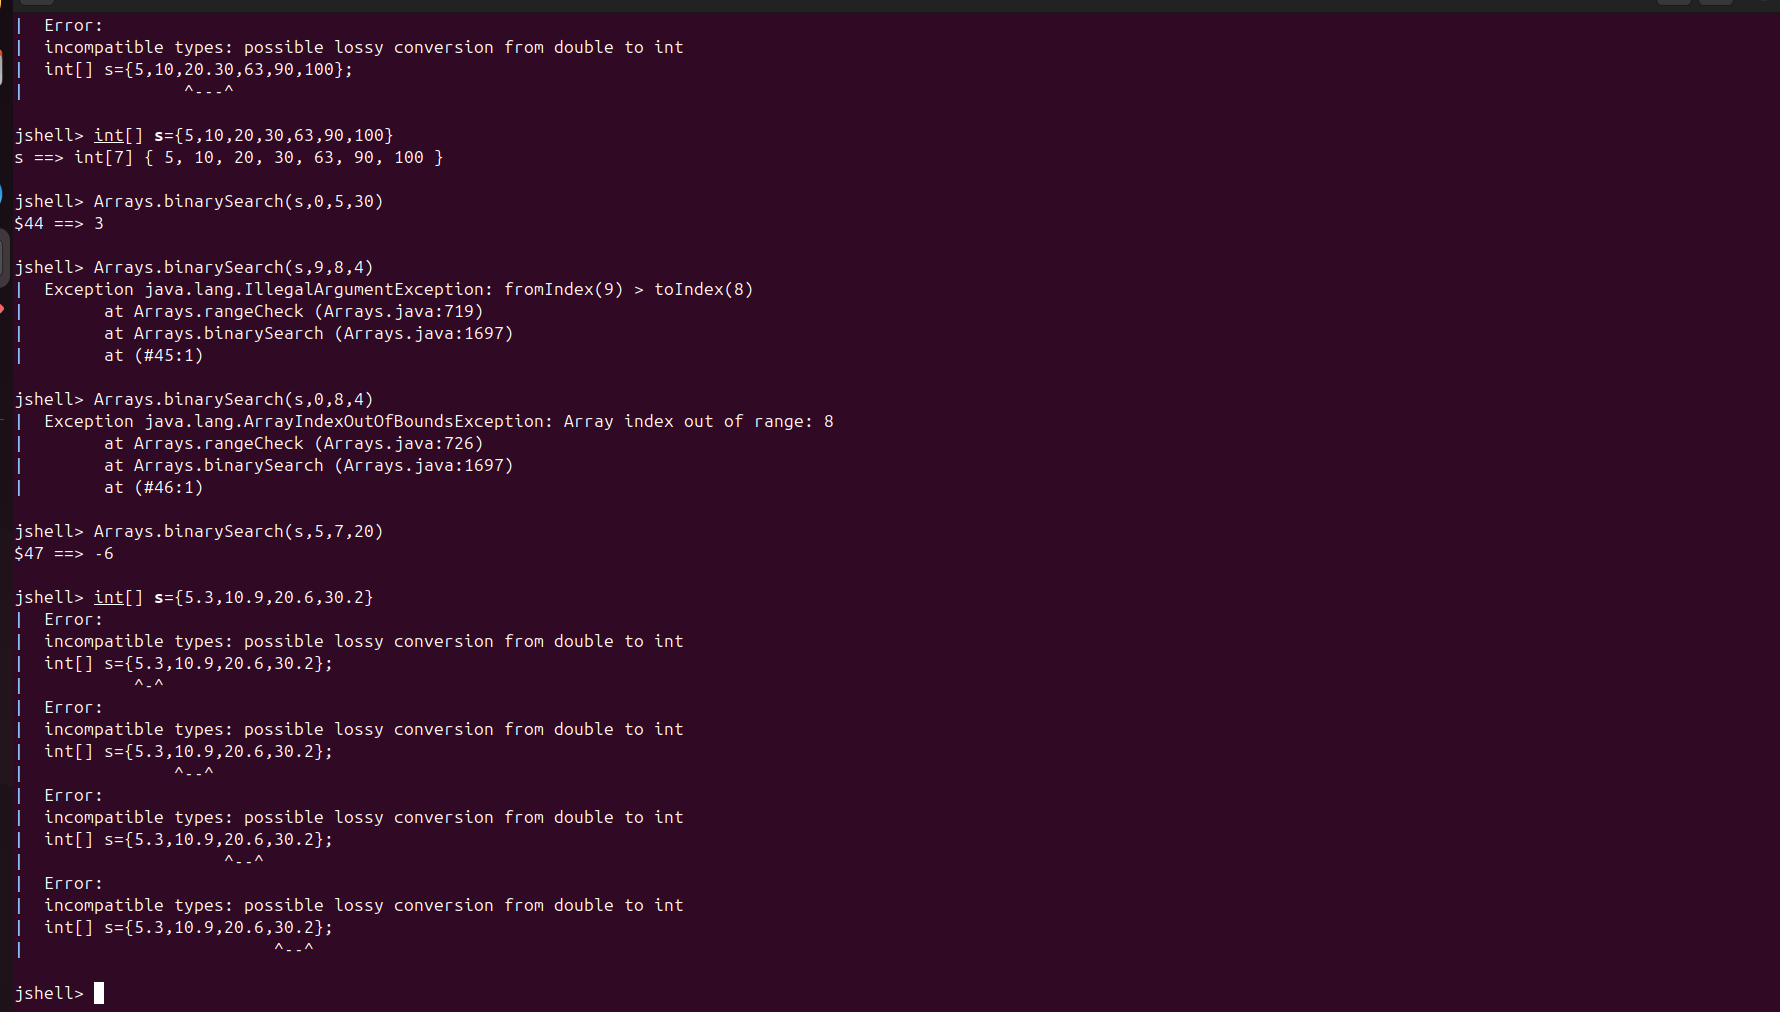 |  Error:
|  incompatible types: possible lossy conversion from double to int
|  int[] s={5,10,20.30,63,90,100};
|                ^---^
jshell> int[] s={5,10,20,30,63,90,100}
s ==> int[7] { 5, 10, 20, 30, 63, 90, 100 }
jshell> Arrays.binarySearch(s,0,5,30)
$44 ==> 3
jshell> Arrays.binarySearch(s,9,8,4)
|  Exception java.lang.IllegalArgumentException: fromIndex(9) > toIndex(8)
|        at Arrays.rangeCheck (Arrays.java:719)
|        at Arrays.binarySearch (Arrays.java:1697)
|        at (#45:1)
jshell> Arrays.binarySearch(s,0,8,4)
|  Exception java.lang.ArrayIndexOutOfBoundsException: Array index out of range: 8
|        at Arrays.rangeCheck (Arrays.java:726)
|        at Arrays.binarySearch (Arrays.java:1697)
|        at (#46:1)
jshell> Arrays.binarySearch(s,5,7,20)
$47 ==> -6
jshell> int[] s={5.3,10.9,20.6,30.2}
|  Error:
|  incompatible types: possible lossy conversion from double to int
|  int[] s={5.3,10.9,20.6,30.2};
|           ^-^
|  Error:
|  incompatible types: possible lossy conversion from double to int
|  int[] s={5.3,10.9,20.6,30.2};
|               ^--^
|  Error:
|  incompatible types: possible lossy conversion from double to int
|  int[] s={5.3,10.9,20.6,30.2};
|                    ^--^
|  Error:
|  incompatible types: possible lossy conversion from double to int
|  int[] s={5.3,10.9,20.6,30.2};
|                         ^--^
jshell>